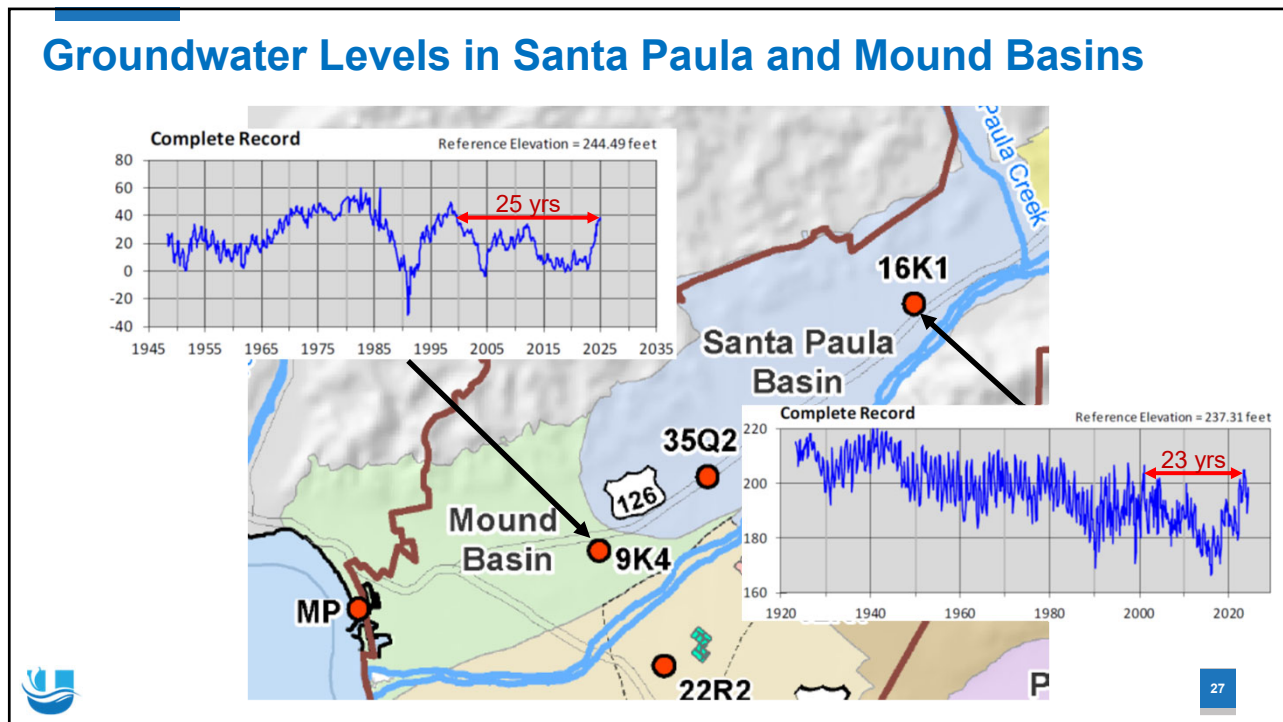 Groundwater Levels in Santa Paula and Mound Basins
Complete Record
Reference Elevation = 244.49 feet
80
60
40
20
0
-20
-40
25 yrs
1945 1955 1965 1975 1985 1995 2005 2015 2025 2035
Paula Creek
16K1
Santa Paula
Basin
35Q2
126
Mound
Basin
9K4
MP
22R2
P
Complete Record
Reference Elevation = 237.31 feet
220
200
180
160
23 yrs
1920 1940 1960 1980 2000 2020
27